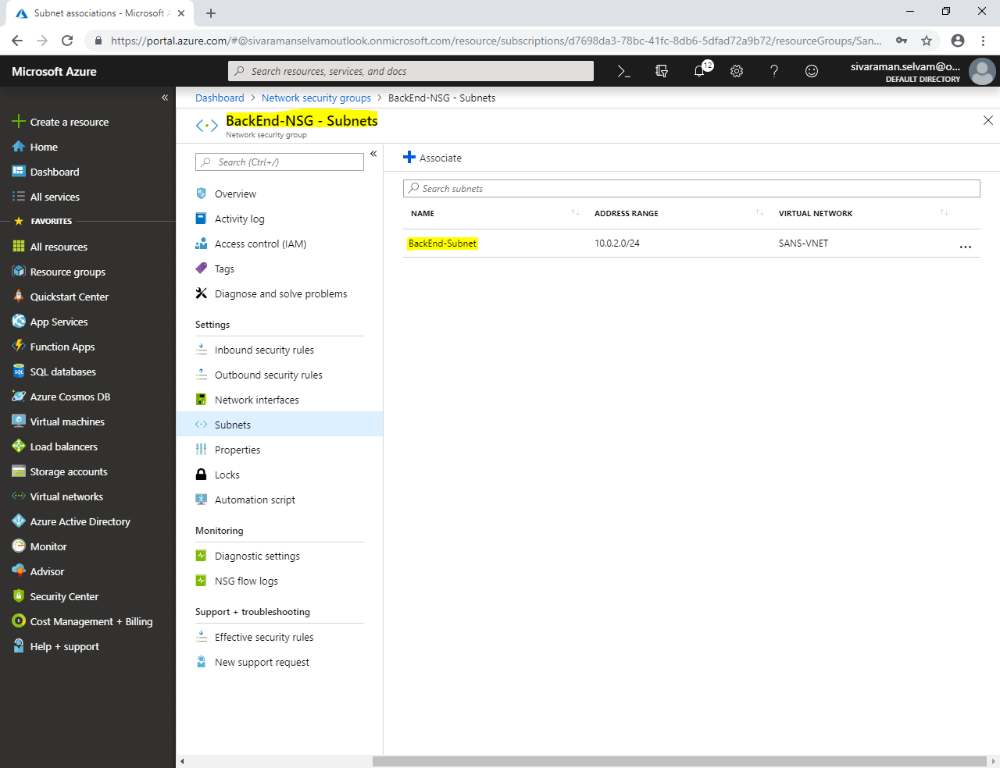 Subnet associations - Microsoft A
https://portal.azure.com/#@sivaramanselvamoutlook.onmicrosoft.com/resource/subscriptions/d7698da3-78bc-41fc-8db6-5dfad72a9b72/resourceGroups/San...
Microsoft Azure
Search resources, services, and docs
12
sivaraman.selvam@o...
DEFAULT DIRECTORY
Create a resource
Home
Dashboard
All services
FAVORITES
All resources
Resource groups
Quickstart Center
App Services
Function Apps
SQL databases
Azure Cosmos DB
Virtual machines
Load balancers
Storage accounts
Virtual networks
Azure Active Directory
Monitor
Advisor
Security Center
Cost Management + Billing
Help + support
Dashboard > Network security groups > BackEnd-NSG - Subnets
BackEnd-NSG - Subnets
Network security group
Search (Ctrl+/)
Overview
Activity log
Access control (IAM)
Tags
Diagnose and solve problems
Settings
Inbound security rules
Outbound security rules
Network interfaces
Subnets
Properties
Locks
Automation script
Monitoring
Diagnostic settings
NSG flow logs
Support + troubleshooting
Effective security rules
New support request
Associate
Search subnets
NAME ADDRESS RANGE VIRTUAL NETWORK
BackEnd-Subnet 10.0.2.0/24 SANS-VNET ...